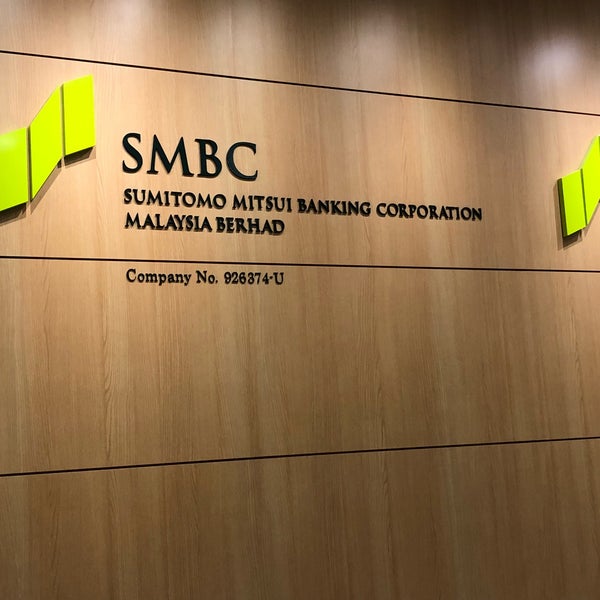 SMBC
SUMITOMO MITSUI BANKING CORPORATION
MALAYSIA BERHAD
Company No. 926374-U